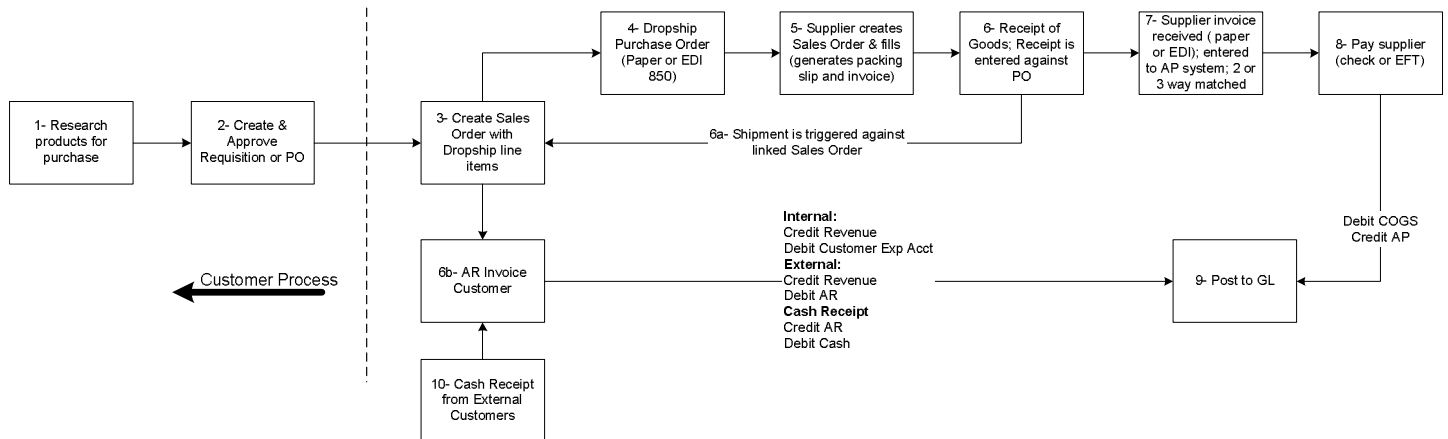 1- Research
products for
purchase
2- Create &
Approve
Requisition or PO
3- Create Sales
Order with
Dropship line
items
4- Dropship
Purchase Order
(Paper or EDI
850)
5- Supplier creates
Sales Order & fills
(generates packing
slip and invoice)
6- Receipt of
Goods; Receipt is
entered against
PO
7- Supplier invoice
received ( paper
or EDI); entered
to AP system; 2 or
3 way matched
8- Pay supplier
(check or EFT)
6a- Shipment is triggered against
linked Sales Order
Debit COGS
Credit AP
Customer Process
6b- AR Invoice
Customer
Internal:
Credit Revenue
Debit Customer Exp Acct
External:
Credit Revenue
Debit AR
Cash Receipt
Credit AR
Debit Cash
9- Post to GL
10- Cash Receipt
from External
Customers